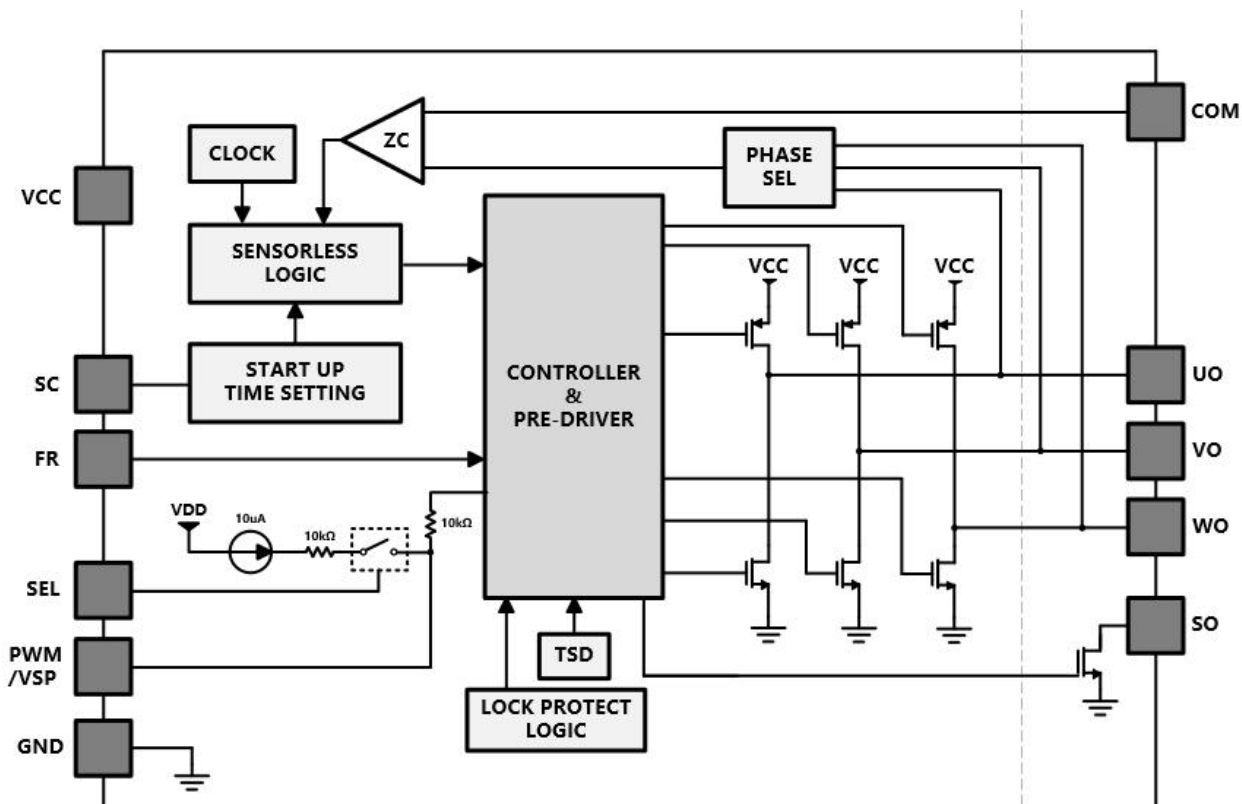 COM
CLOCK
ZC
PHASE
SEL
VCC
SENSORLESS
LOGIC
VCC
VCC
VCC
START UP
TIME SETTING
SC
CONTROLLER
&
PRE-DRIVER
UO
FR
VO
VDD
10uA
10kΩ
10kΩ
WO
SEL
SO
PWM
/VSP
TSD
LOCK PROTECT
LOGIC
GND